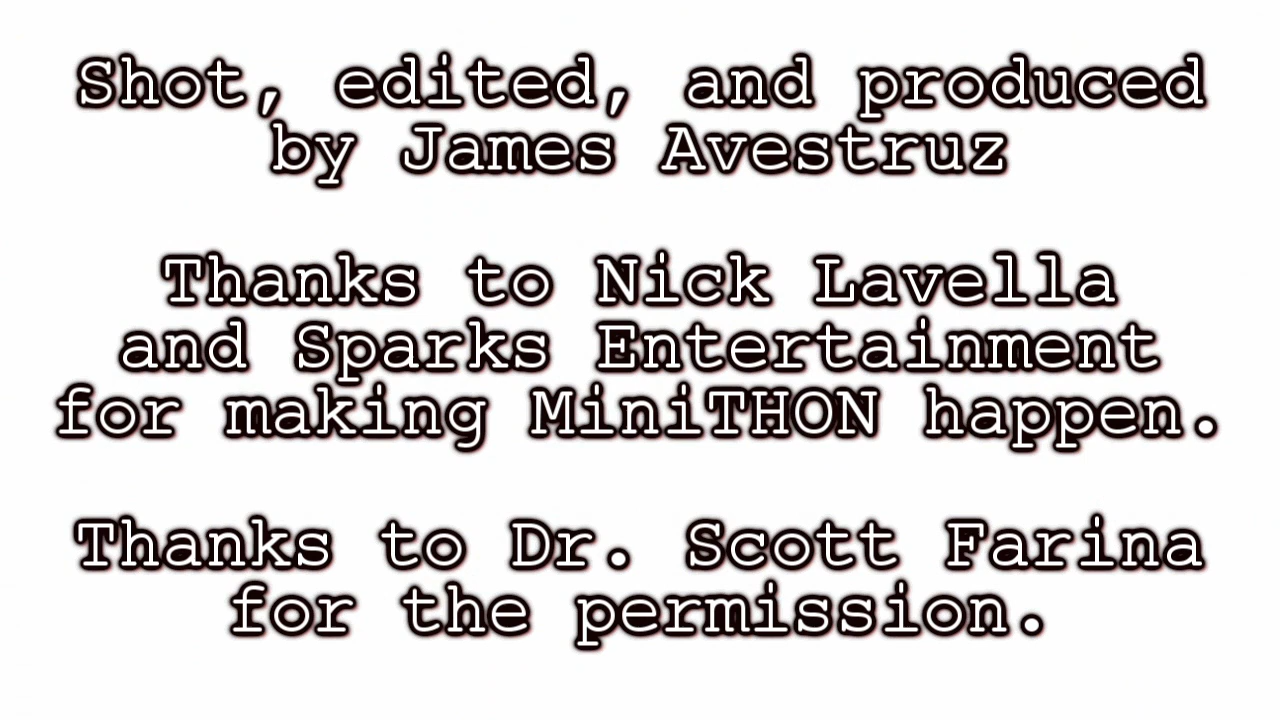 Shot, edited, and produced
by James Avestruz
Thanks to Nick Lavella
and Sparks Entertainment
for making MiniTHON happen.
Thanks to Dr. Scott Farina
for the permission.